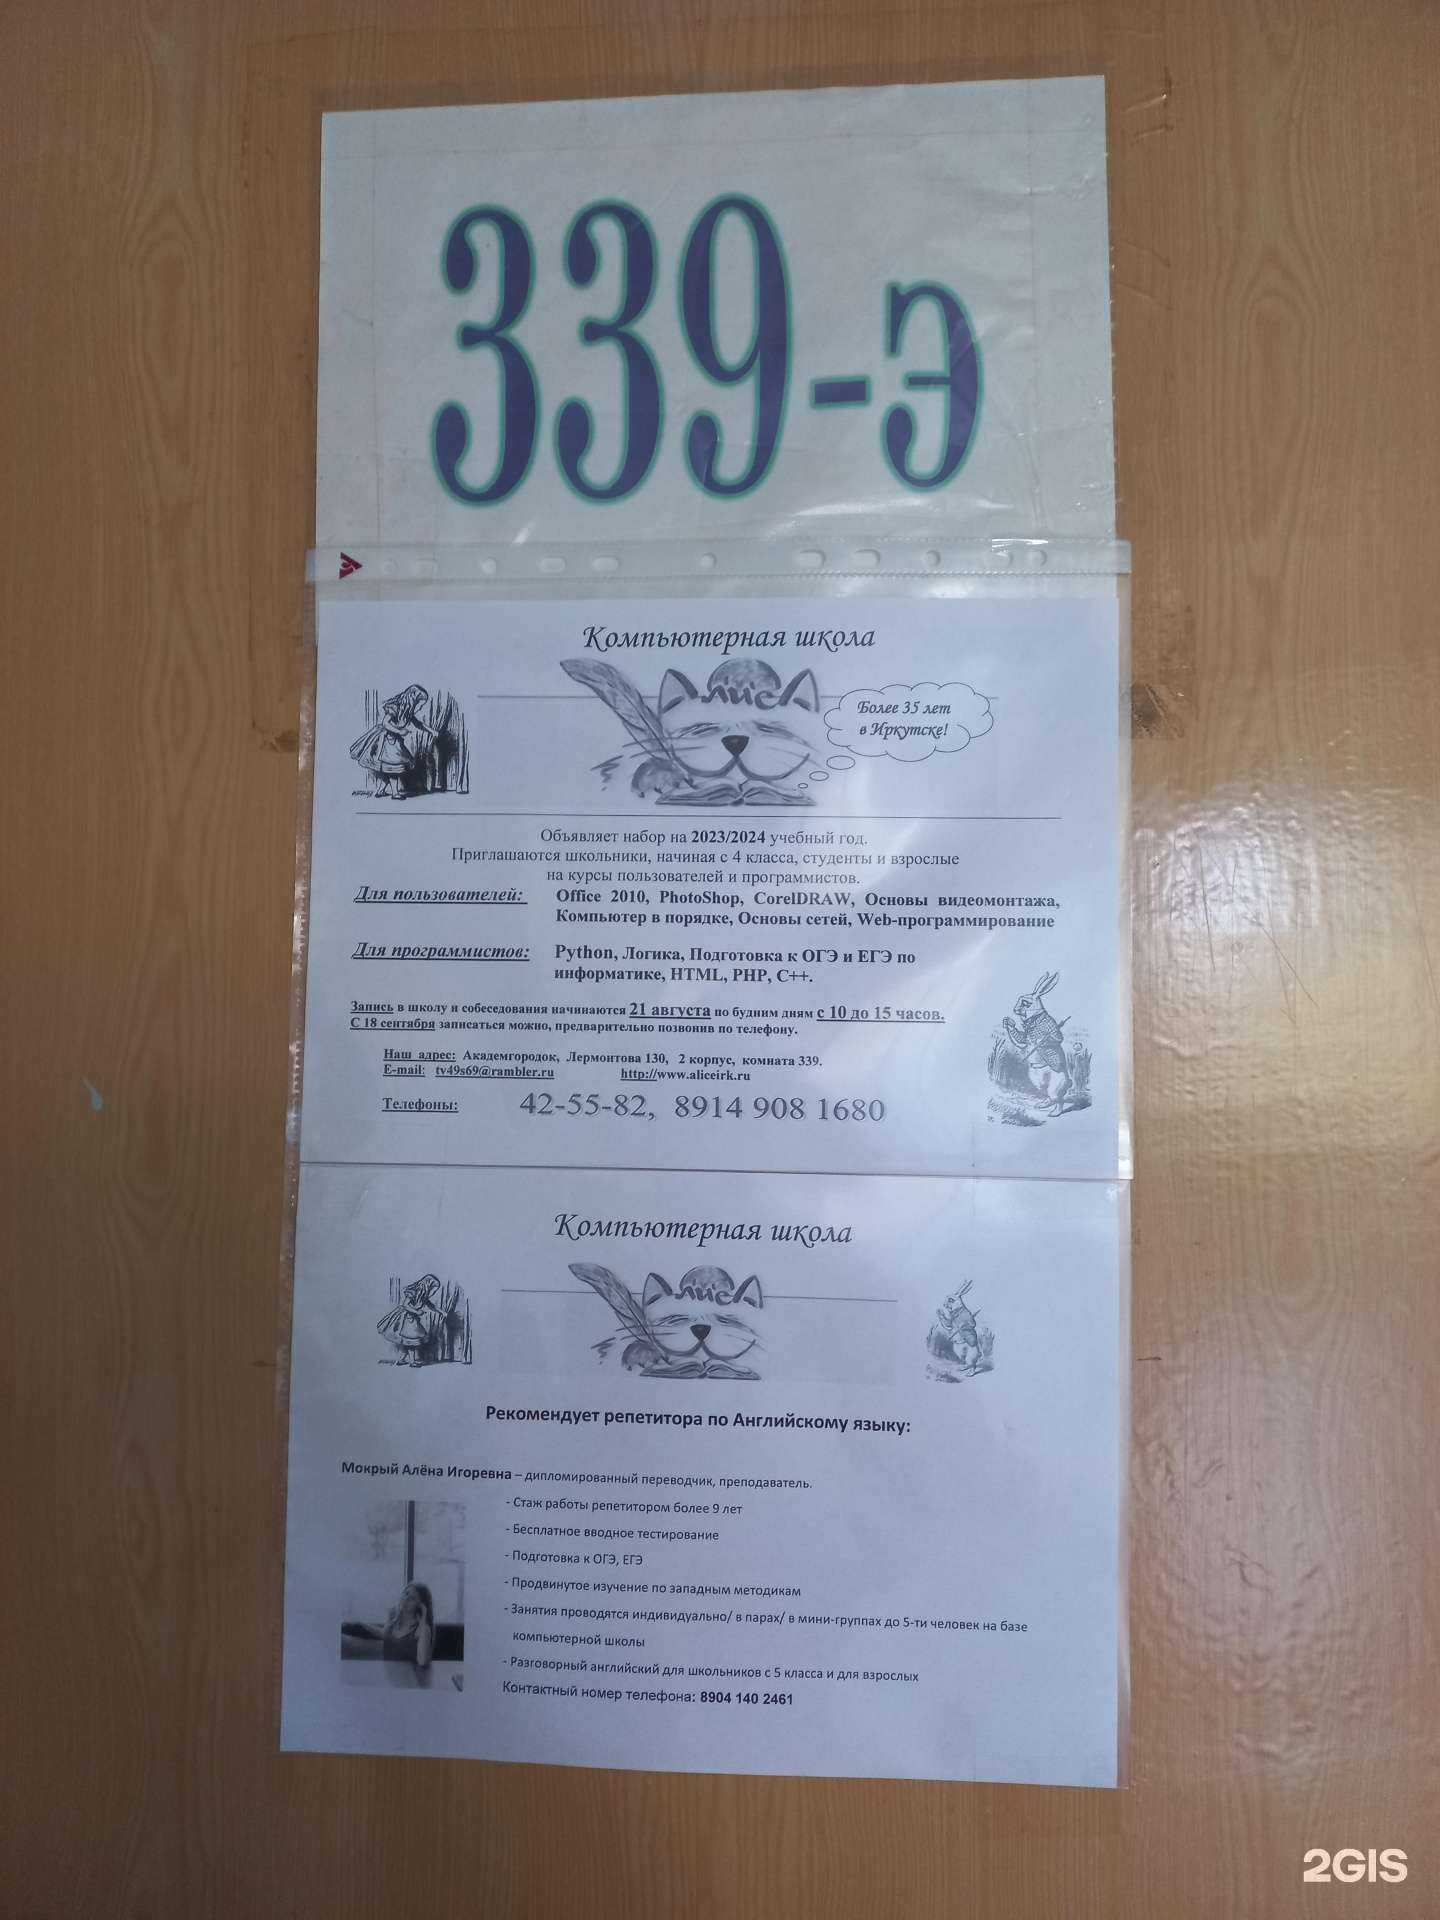 339-э
Компьютерная школа
АлисА
Более 35 лет
в Иркутске!
Объявляет набор на 2023/2024 учебный год.
Приглашаются школьники, начиная с 4 класса, студенты и взрослые
на курсы пользователей и программистов.
Для пользователей: Office 2010, PhotoShop, CorelDRAW, Основы видеомонтажа,
Компьютер в порядке, Основы сетей, Web-программирование
Для программистов: Python, Логика, Подготовка к ОГЭ и ЕГЭ по
информатике, HTML, PHP, C++.
Запись в школу и собеседования начинаются 21 августа по будним дням с 10 до 15 часов.
С 18 сентября записаться можно, предварительно позвонив по телефону.
Наш адрес: Академгородок, Лермонтова 130, 2 корпус, комната 339.
E-mail: tv49s69@rambler.ru http://www.aliceirk.ru
Телефоны: 42-55-82, 8914 908 1680
Компьютерная школа
АлисА
Рекомендует репетитора по Английскому языку:
Мокрый Алёна Игоревна – дипломированный переводчик, преподаватель.
- Стаж работы репетитором более 9 лет
- Бесплатное вводное тестирование
- Подготовка к ОГЭ, ЕГЭ
- Продвинутое изучение по западным методикам
- Занятия проводятся индивидуально/ в парах/ в мини-группах до 5-ти человек на базе
компьютерной школы
- Разговорный английский для школьников с 5 класса и для взрослых
Контактный номер телефона: 8904 140 2461
2GIS